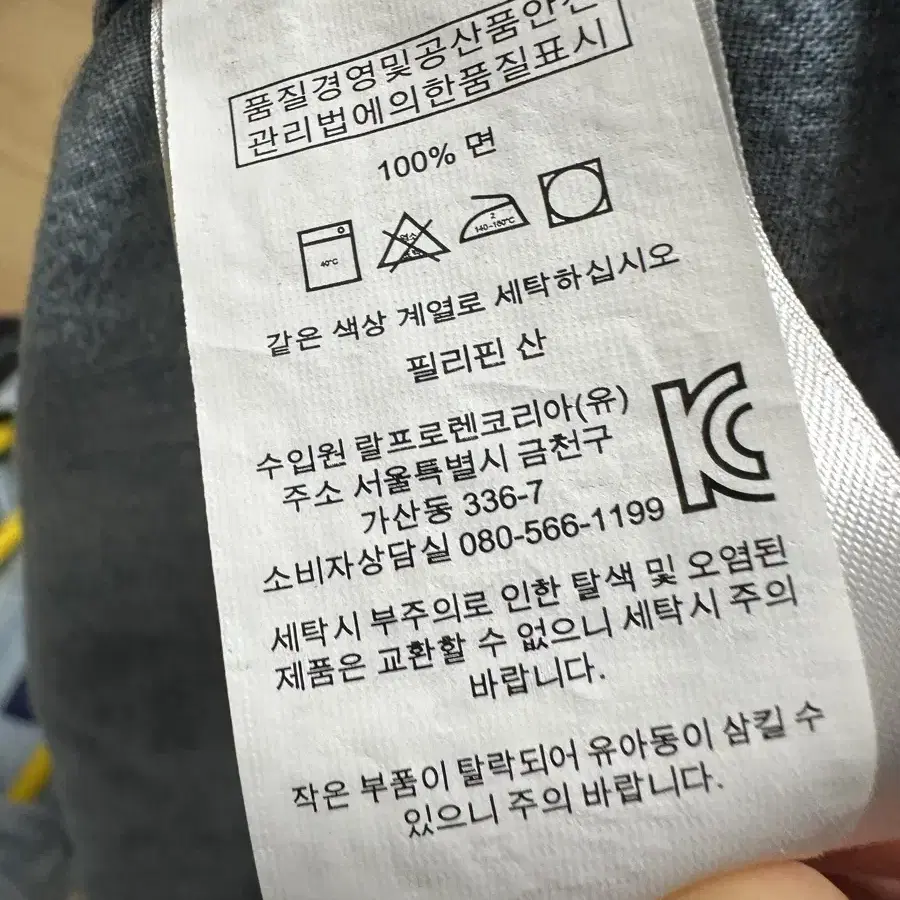 품질경영및공산품안전
관리법에의한품질표시
100% 면
40°C
염소
2
140~160°C
같은 색상 계열로 세탁하십시오
필리핀 산
수입원 랄프로렌코리아(유)
주소 서울특별시 금천구
가산동 336-7
소비자상담실 080-566-1199
세탁시 부주의로 인한 탈색 및 오염된
제품은 교환할 수 없으니 세탁시 주의
바랍니다.
작은 부품이 탈락되어 유아동이 삼킬 수
있으니 주의 바랍니다.